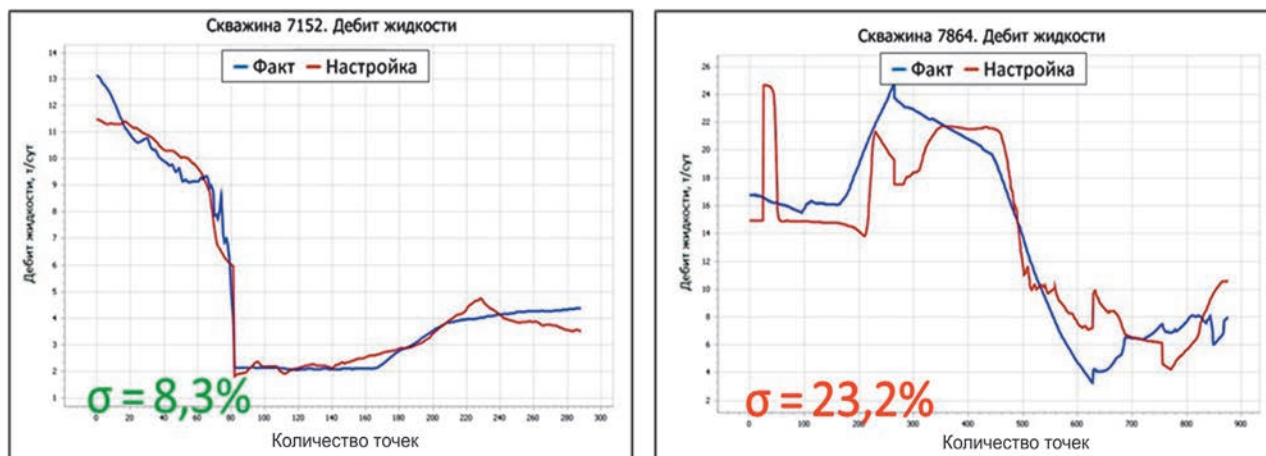 Скважина 7152. Дебит жидкости
Факт Настройка
Дебит жидкости, т/сут
14
13
12
11
10
9
8
7
6
5
4
3
2
1
σ = 8,3%
0 20 40 60 80 100 120 140 160 180 200 220 240 260 280 300
Количество точек
Скважина 7864. Дебит жидкости
Факт Настройка
Дебит жидкости, т/сут
26
24
22
20
18
16
14
12
10
8
6
4
2
σ = 23,2%
0 100 200 300 400 500 600 700 800 900
Количество точек